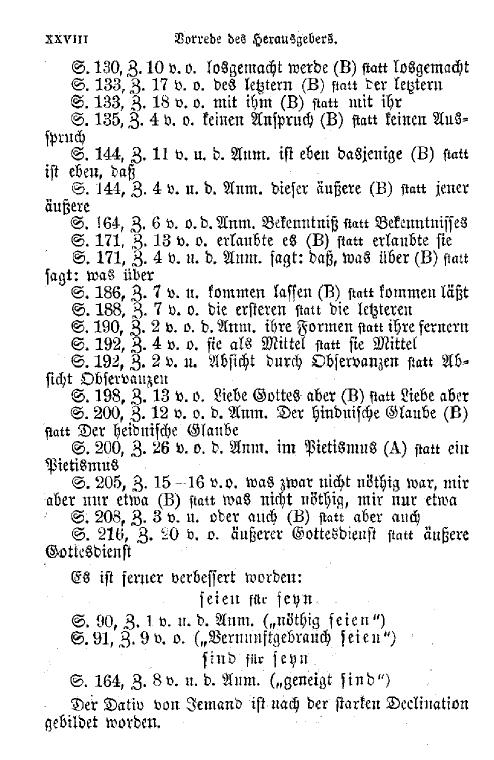 XXVIII Vorrede des Herausgebers.
S. 130, Z. 10 v. o. losgemacht werde (B) statt losgemacht
S. 133, Z. 17 v. o. des letztern (B) statt der letztern
S. 133, Z. 18 v. o. mit ihm (B) statt mit ihr
S. 135, Z. 4 v. o. keinen Anspruch (B) statt keinen Aus-
spruch
S. 144, Z. 11 v. u. d. Anm. ist eben dasjenige (B) statt
ist eben, daß
S. 144, Z. 4 v. u. d. Anm. dieser äußere (B) statt jener
äußere
S. 164, Z. 6 v. o. d. Anm. Bekenntniß statt Bekenntnisses
S. 171, Z. 13 v. o. erlaubte es (B) statt erlaubte sie
S. 171, Z. 4 v. u. d. Anm. sagt: daß, was über (B) statt
sagt: was über
S. 186, Z. 7 v. u. kommen lassen (B) statt kommen läßt
S. 188, Z. 7 v. o. die ersteren statt die letzteren
S. 190, Z. 2 v. o. d. Anm. ihre Formen statt ihre fernern
S. 192, Z. 4 v. o. sie als Mittel statt sie Mittel
S. 192, Z. 2 v. u. Absicht durch Observanzen statt Ab-
sicht Observanzen
S. 198, Z. 13 v. o. Liebe Gottes aber (B) statt Liebe aber
S. 200, Z. 12 v. o. d. Anm. Der hinduische Glaube (B)
statt Der heidnische Glaube
S. 200, Z. 26 v. o. d. Anm. im Pietismus (A) statt ein
Pietismus
S. 205, Z. 15–16 v. o. was zwar nicht nöthig war, mir
aber nur etwa (B) statt was nicht nöthig, mir nur etwa
S. 208, Z. 3 v. u. oder auch (B) statt aber auch
S. 216, Z. 20 v. o. äußerer Gottesdienst statt äußere
Gottesdienst
Es ist ferner verbessert worden:
seien für seyn
S. 90, Z. 1 v. u. d. Anm. („nöthig seien")
S. 91, Z. 9 v. o. („Vernunftgebrauch seien")
sind für seyn
S. 164, Z. 8 v. u. d. Anm. („geneigt sind")
Der Dativ von Jemand ist nach der starken Declination
gebildet worden.